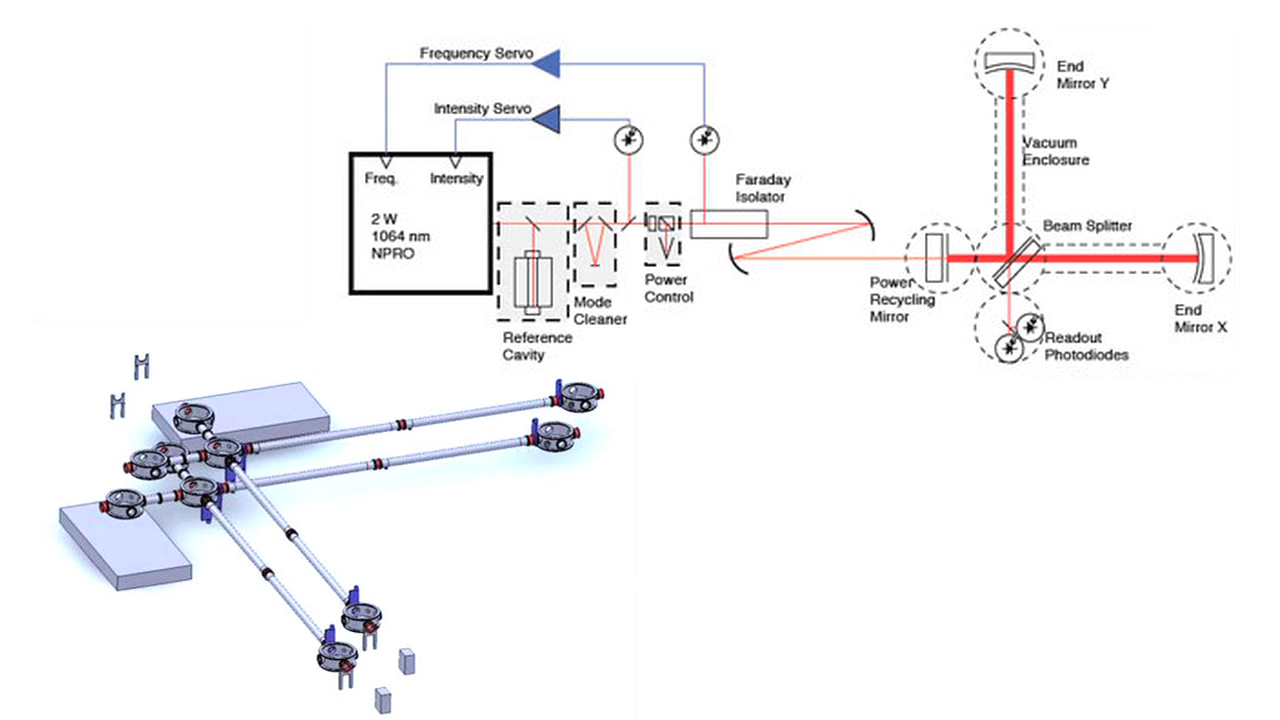 Frequency Servo
Intensity Servo
Freq.
Intensity
2 W
1064 nm
NPRO
Reference
Cavity
Mode
Cleaner
Power
Control
Faraday
Isolator
Power
Recycling
Mirror
End
Mirror Y
Vacuum
Enclosure
Beam Splitter
End
Mirror X
Readout
Photodiodes